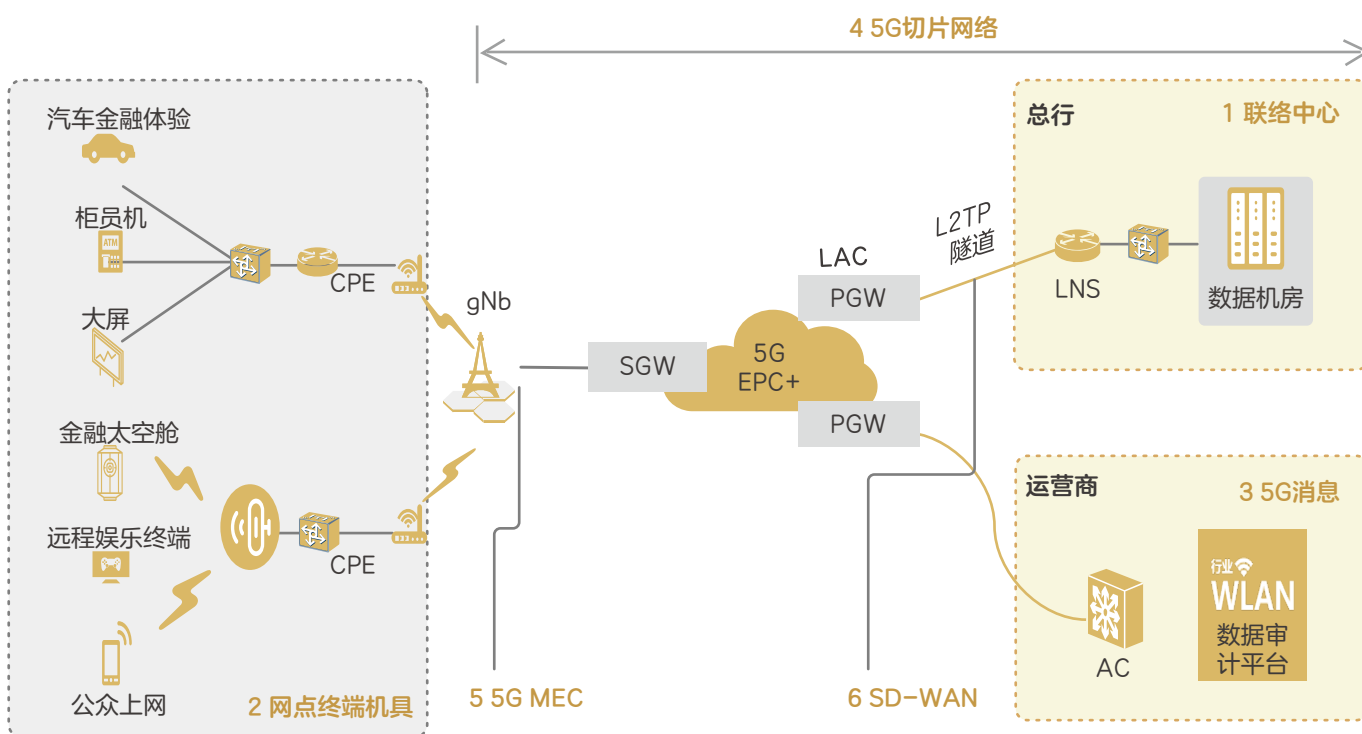 4 5G切片网络
汽车金融体验
柜员机
ATM
CPE
大屏
gNb
金融太空舱
远程娱乐终端
CPE
公众上网
2 网点终端机具
SGW
5G
EPC+
LAC
PGW
PGW
L2TP
隧道
5 5G MEC
6 SD-WAN
总行
1 联络中心
LNS
数据机房
运营商
3 5G消息
AC
行业
WLAN
数据审
计平台